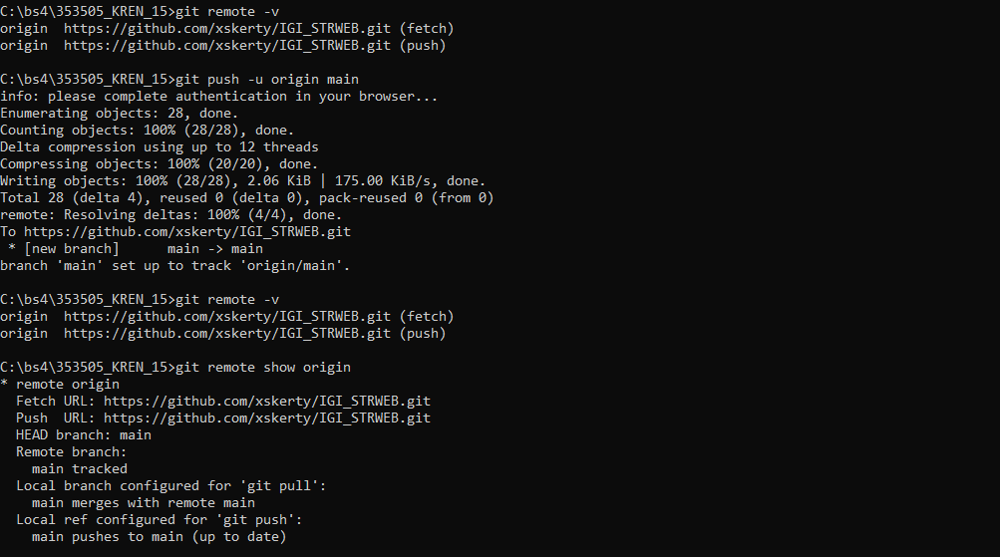 C:\bs4\353505_KREN_15>git remote -v
origin  https://github.com/xskerty/IGI_STRWEB.git (fetch)
origin  https://github.com/xskerty/IGI_STRWEB.git (push)
C:\bs4\353505_KREN_15>git push -u origin main
info: please complete authentication in your browser...
Enumerating objects: 28, done.
Counting objects: 100% (28/28), done.
Delta compression using up to 12 threads
Compressing objects: 100% (20/20), done.
Writing objects: 100% (28/28), 2.06 KiB | 175.00 KiB/s, done.
Total 28 (delta 4), reused 0 (delta 0), pack-reused 0 (from 0)
remote: Resolving deltas: 100% (4/4), done.
To https://github.com/xskerty/IGI_STRWEB.git
 * [new branch]      main -> main
branch 'main' set up to track 'origin/main'.
C:\bs4\353505_KREN_15>git remote -v
origin  https://github.com/xskerty/IGI_STRWEB.git (fetch)
origin  https://github.com/xskerty/IGI_STRWEB.git (push)
C:\bs4\353505_KREN_15>git remote show origin
* remote origin
  Fetch URL: https://github.com/xskerty/IGI_STRWEB.git
  Push  URL: https://github.com/xskerty/IGI_STRWEB.git
  HEAD branch: main
  Remote branch:
    main tracked
  Local branch configured for 'git pull':
    main merges with remote main
  Local ref configured for 'git push':
    main pushes to main (up to date)